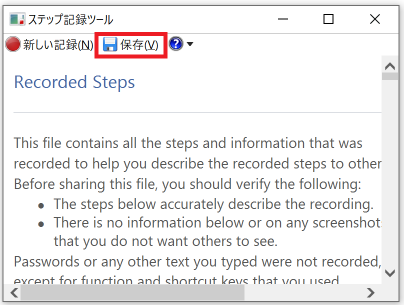 ステップ記録ツール
新しい記録(N) 保存(V)
Recorded Steps
This file contains all the steps and information that was
recorded to help you describe the recorded steps to other
Before sharing this file, you should verify the following:
• The steps below accurately describe the recording.
• There is no information below or on any screenshot
that you do not want others to see.
Passwords or any other text you typed were not recorded,
except for function and shortcut keys that you used